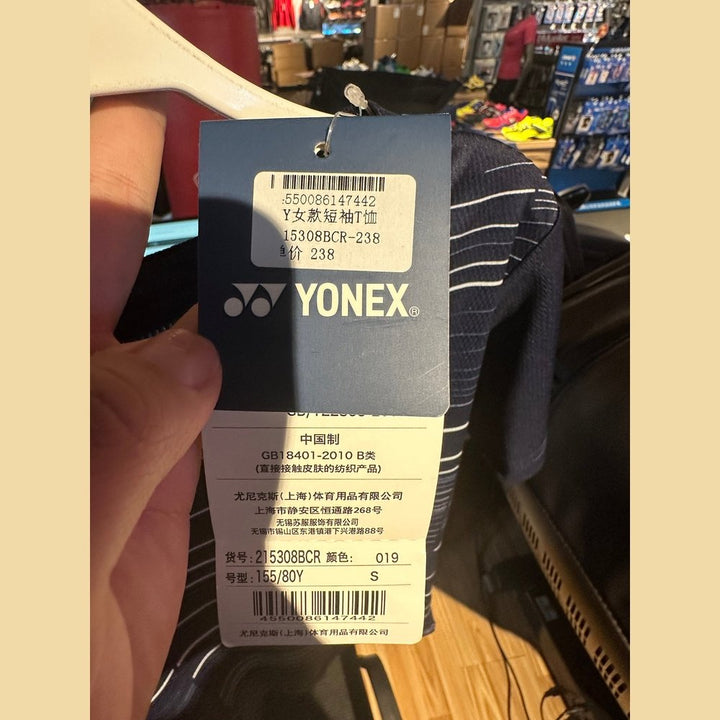 :550086147442
Y女款短袖T恤
15308BCR-238
价 238
YONEX®
中国制
GB18401-2010 B类
(直接接触皮肤的纺织产品)
尤尼克斯(上海)体育用品有限公司
上海市静安区恒通路268号
无锡苏服服饰有限公司
无锡市锡山区东港镇港下兴港路88号
货号: 215308BCR 颜色: 019
号型: 155/80Y S
4550086147442
尤尼克斯(上海)体育用品有限公司